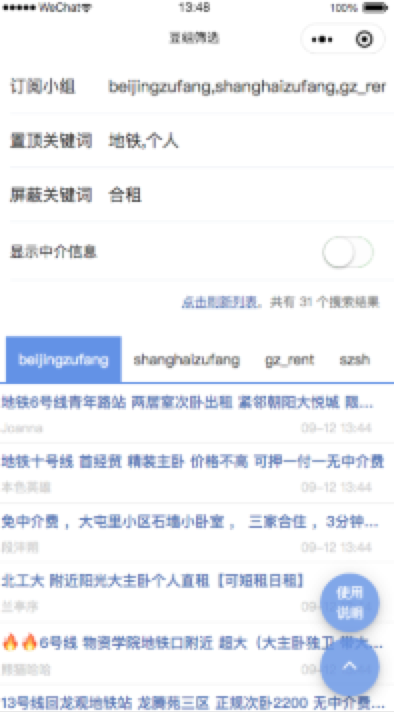 WeChat 13:48 100%
豆组筛选
订阅小组 beijingzufang,shanghaizufang,gz_rer
置顶关键词 地铁,个人
屏蔽关键词 合租
显示中介信息
点击刷新列表。共有 31 个搜索结果
beijingzufang shanghaizufang gz_rent szsh
地铁6号线青年路站 两居室次卧出租 紧邻朝阳大悦城 限...
Joanna 09-12 13:44
地铁十号线 首经贸 精装主卧 价格不高 可押一付一无中介费
本色英雄 09-12 13:44
免中介费 ，大屯里小区石墙小卧室 ， 三家合住 ，3分钟...
09-12 13:44
北工大 附近阳光大主卧个人直租【可短租日租】
兰亭序 09-
使用
说明
🔥🔥6号线 物资学院地铁口附近 超大（大主卧独卫 带大...
熊猫哈哈 09-
13号线回龙观地铁站 龙腾苑三区 正规次卧2200 无中介费...